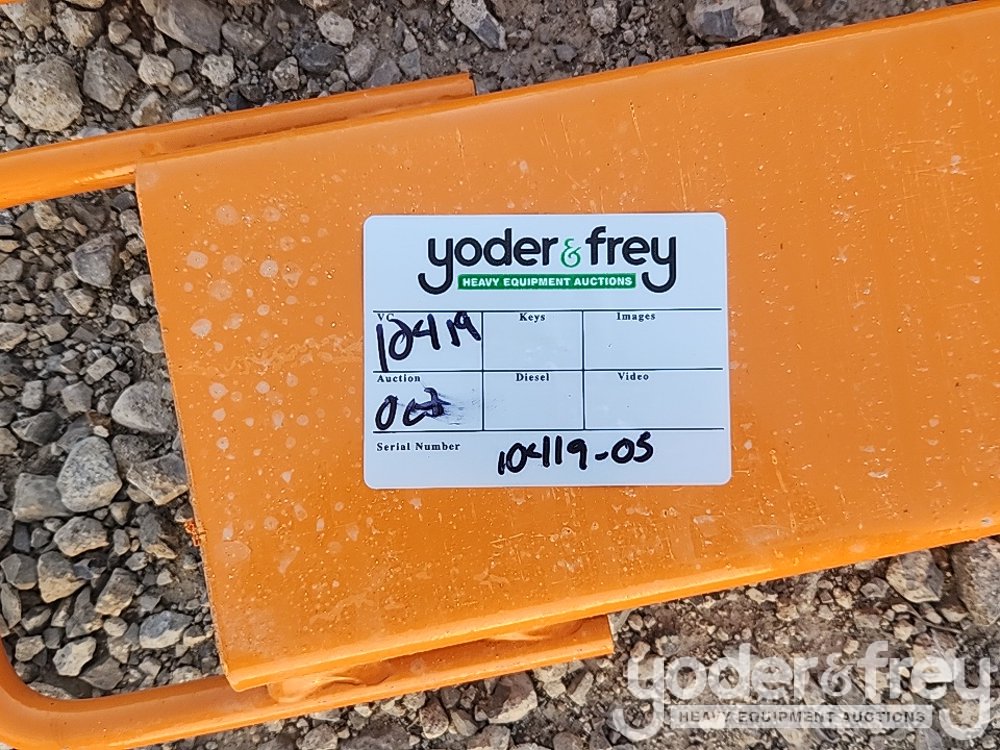 yoder & frey
HEAVY EQUIPMENT AUCTIONS
VC Keys Images
10419
Auction Diesel Video
Oct
Serial Number 10419-05
yoder & frey
HEAVY EQUIPMENT AUCTIONS